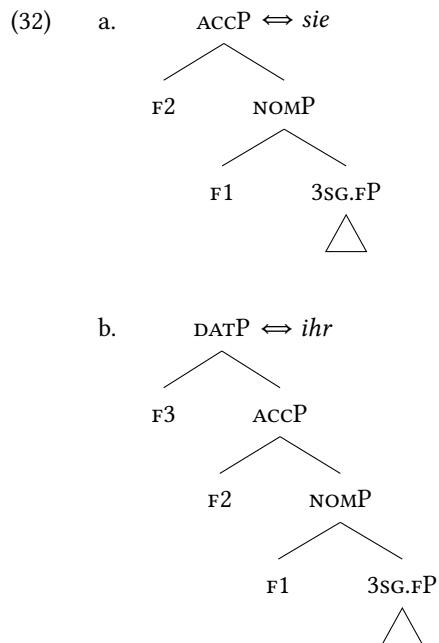 (32) a. ACCP ⇔ sie
F2 NOMP
F1 3SG.FP
b. DATP ⇔ ihr
F3 ACCP
F2 NOMP
F1 3SG.FP